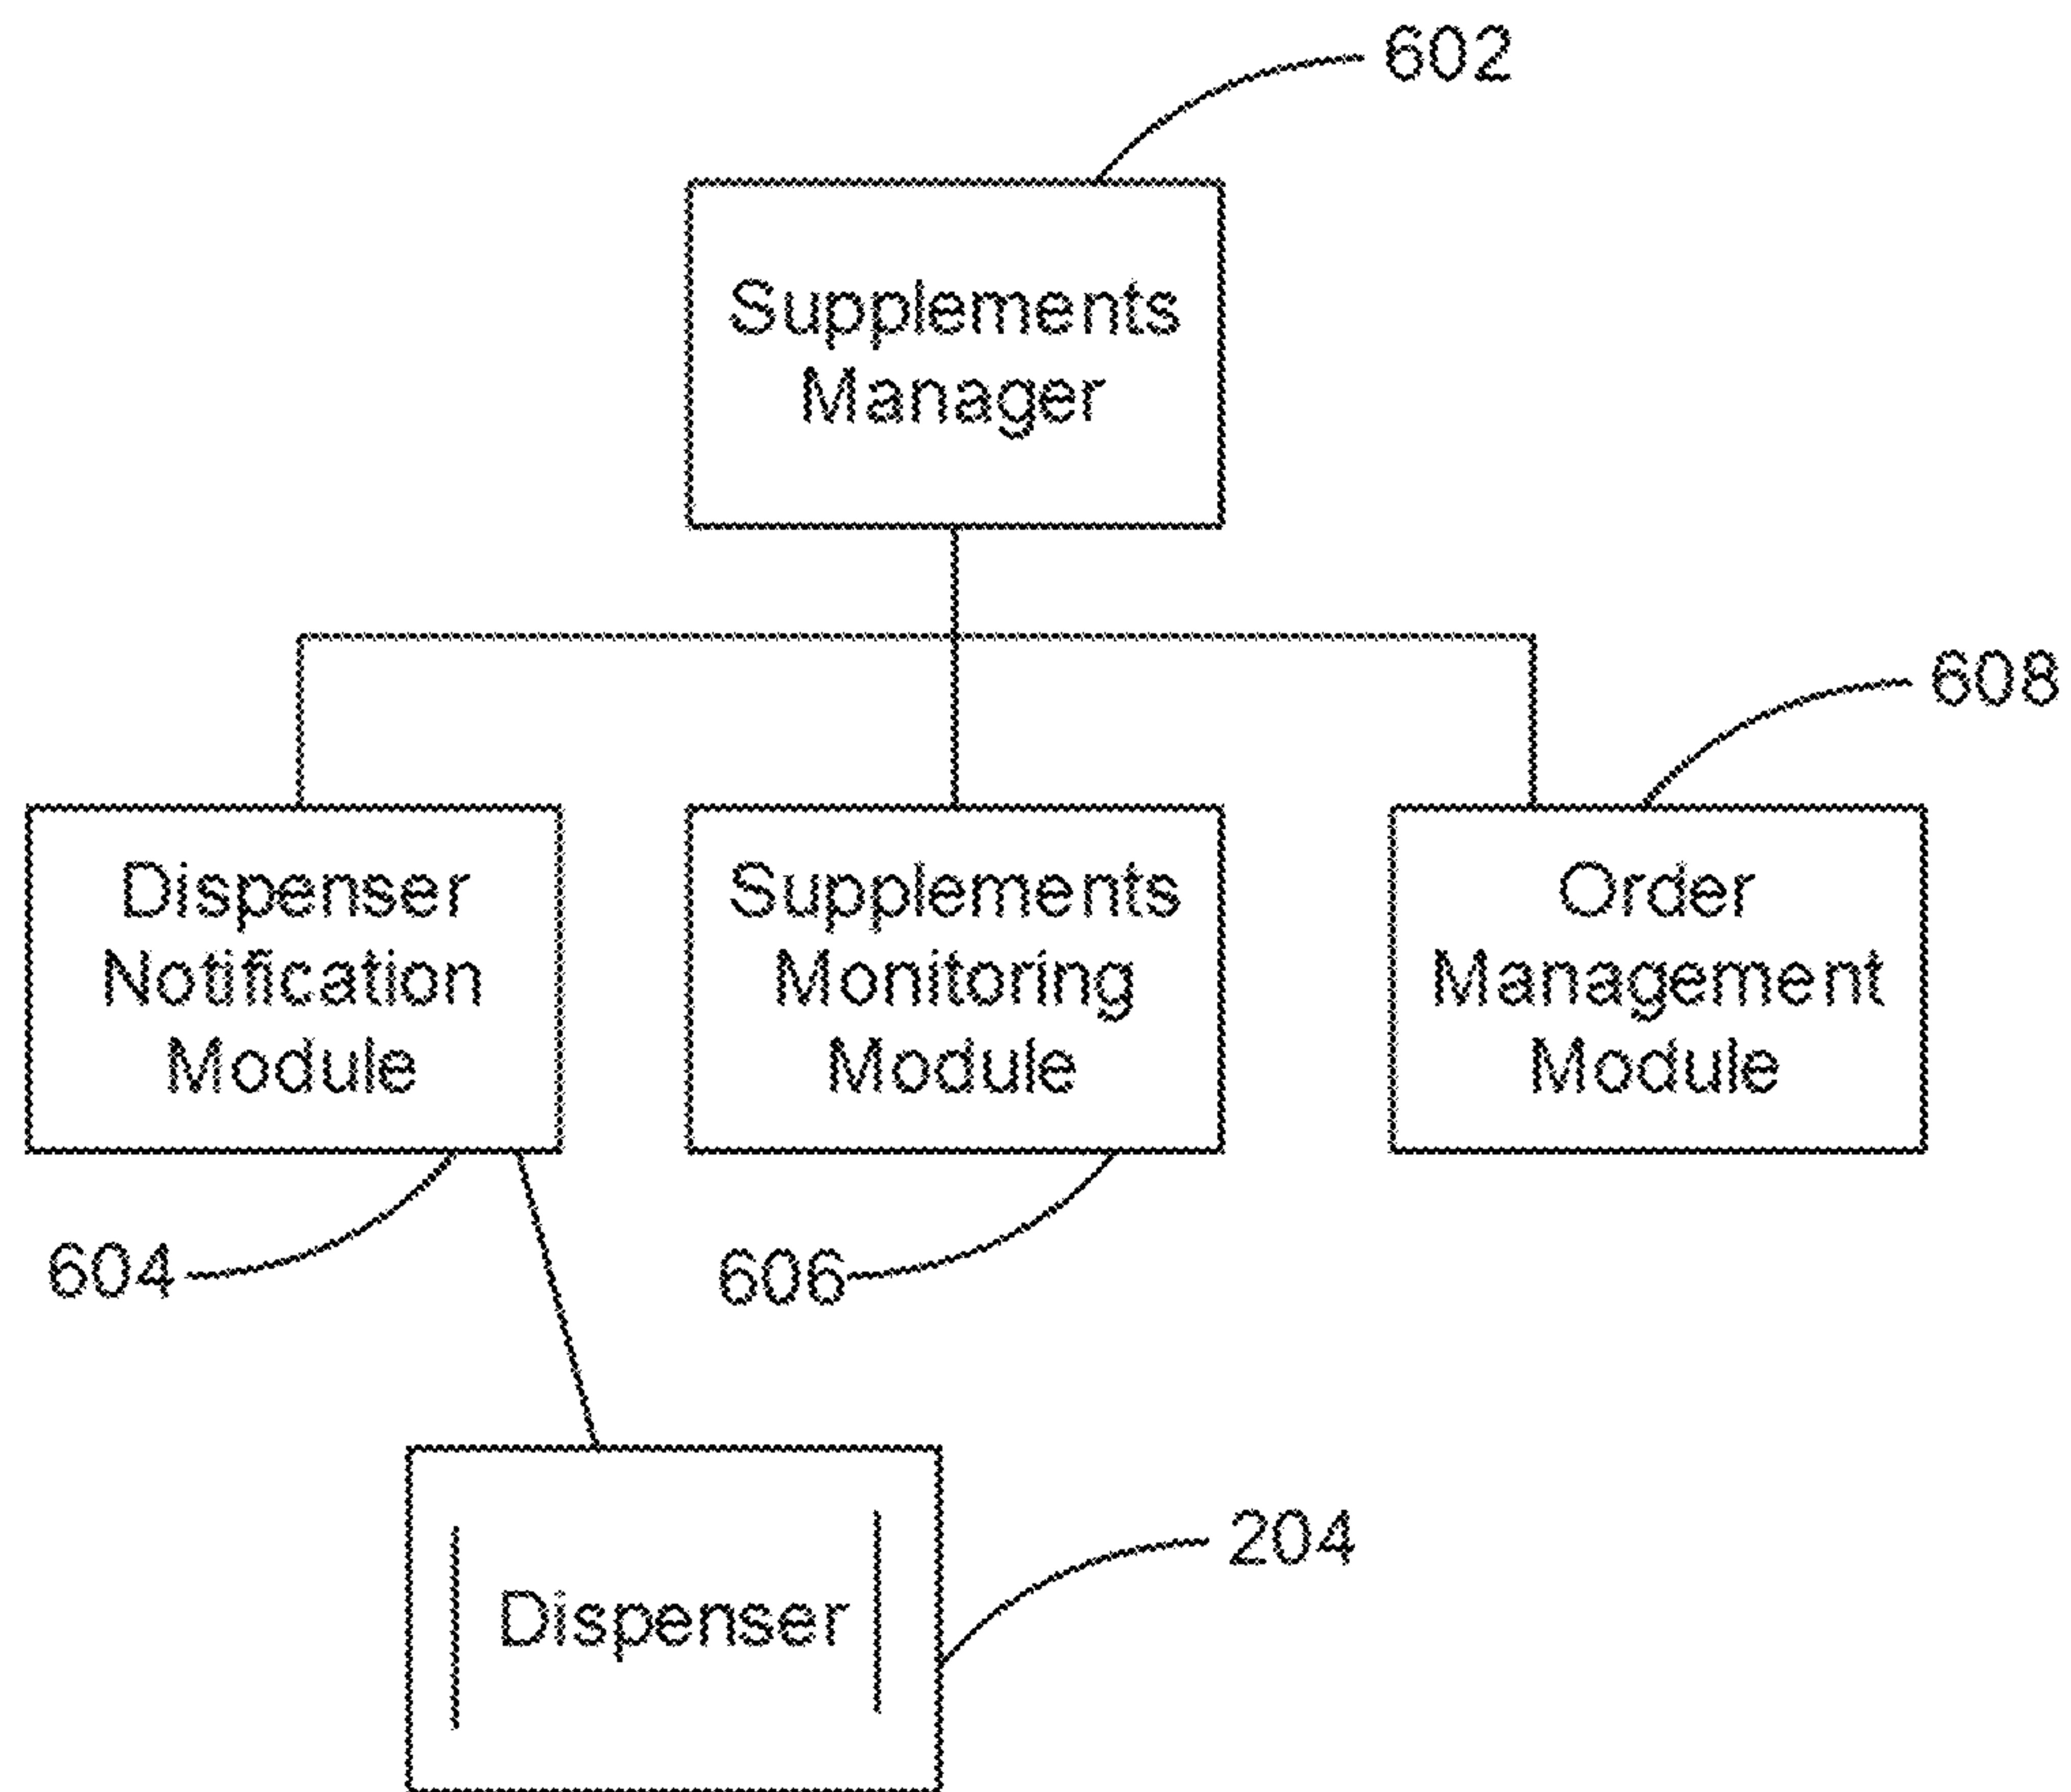 602
Supplements
Manager
608
Dispenser
Notification
Module
Supplements
Monitoring
Module
Order
Management
Module
604
606
204
Dispenser